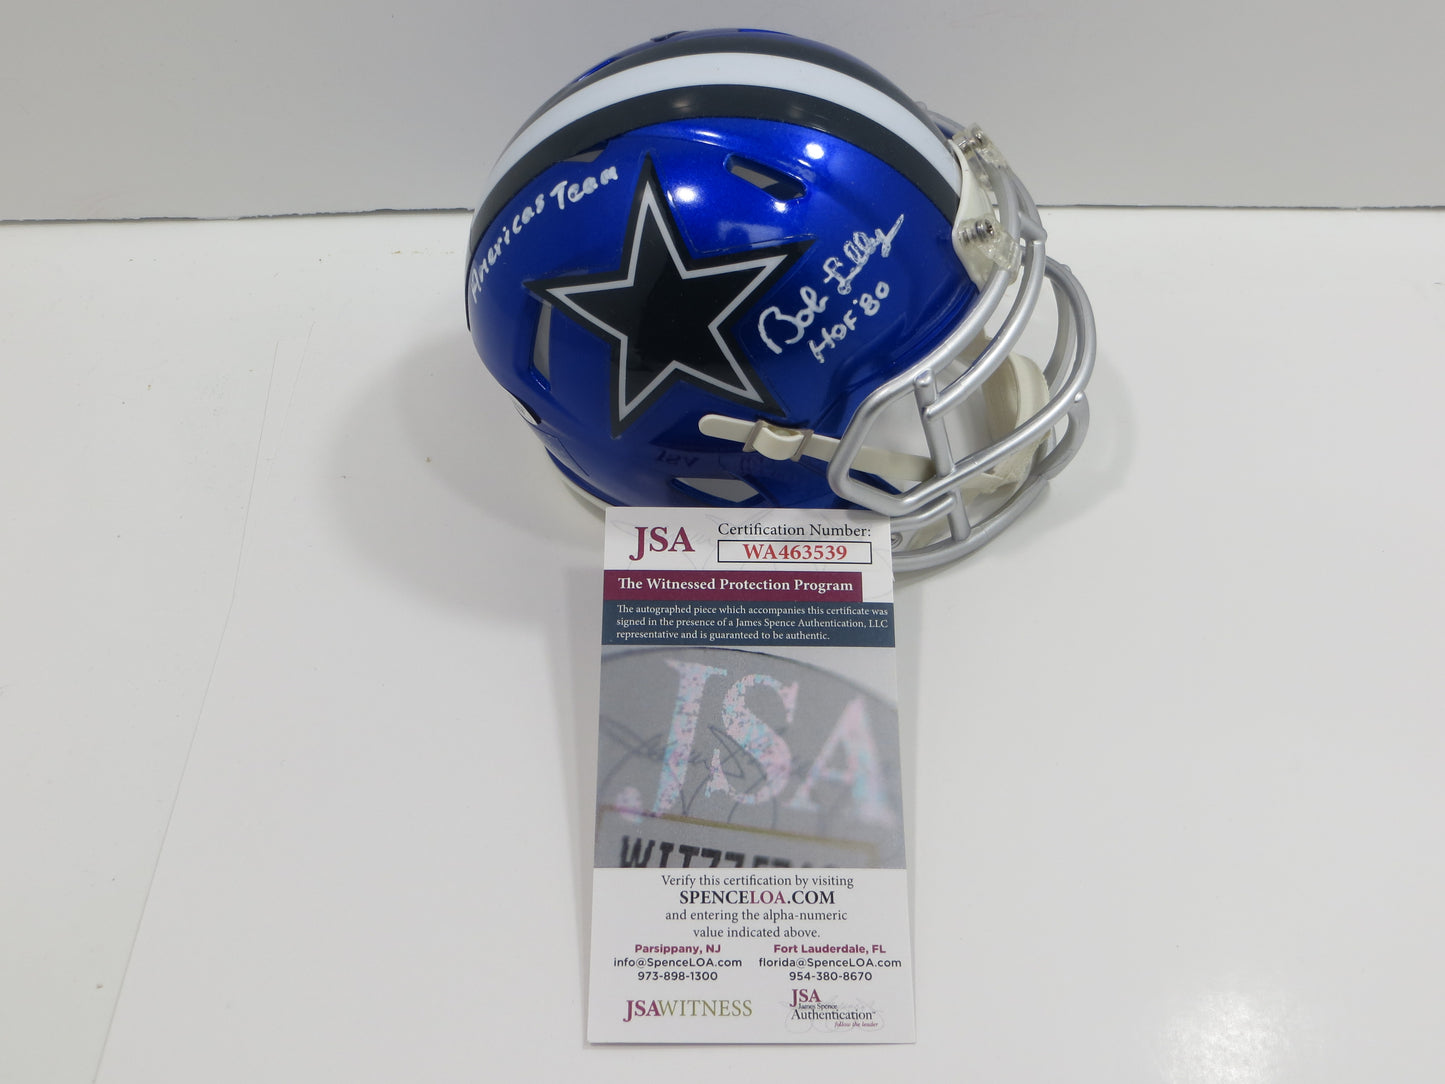 Americas Team
Bob Lilly
HOF '80
JSA
Certification Number:
WA463539
The Witnessed Protection Program
The autographed piece which accompanies this certificate was
signed in the presence of a James Spence Authentication, LLC
representative and is guaranteed to be authentic.
JSA
Verify this certification by visiting
SPENCELOA.COM
and entering the alpha-numeric
value indicated above.
Parsippany, NJ
info@SpenceLOA.com
973-898-1300
Fort Lauderdale, FL
florida@SpenceLOA.com
954-380-8670
JSAWITNESS
JSA
James Spence
Authentication
follow the leader